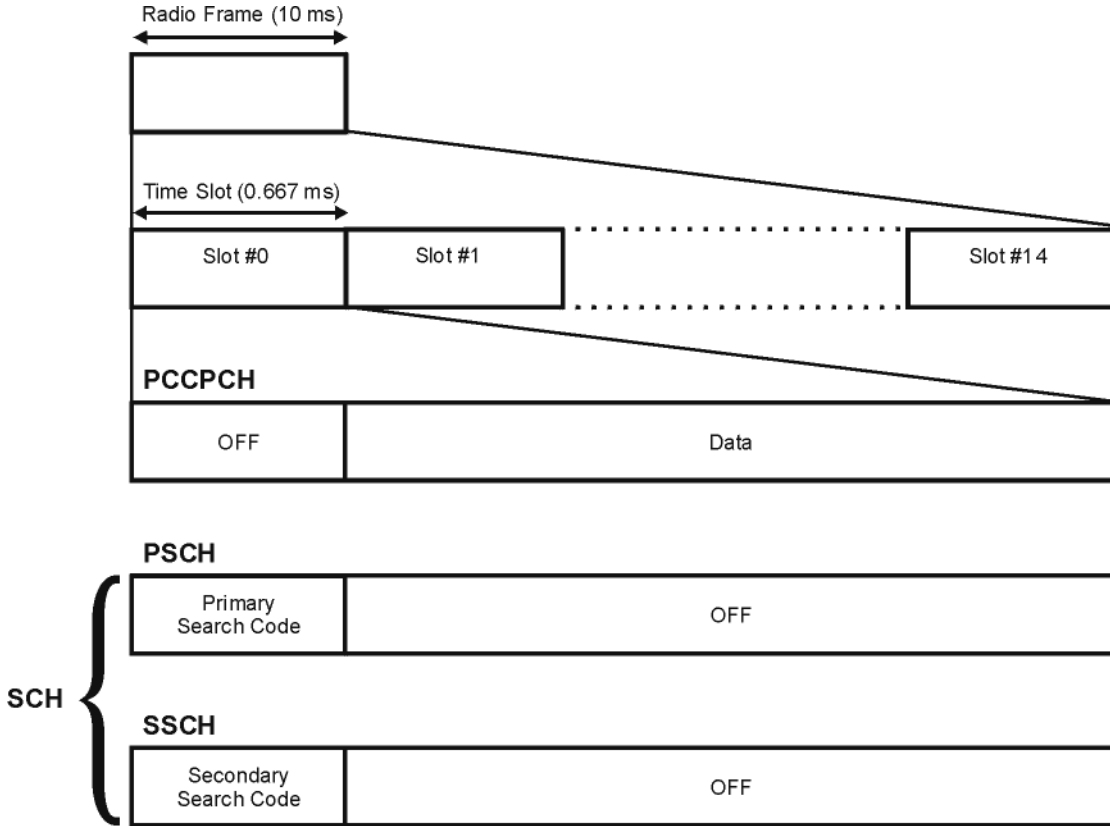 Radio Frame (10 ms)
Time Slot (0.667 ms)
Slot #0
Slot #1
Slot #14
PCCPCH
OFF
Data
PSCH
Primary
Search Code
OFF
SCH
SSCH
Secondary
Search Code
OFF